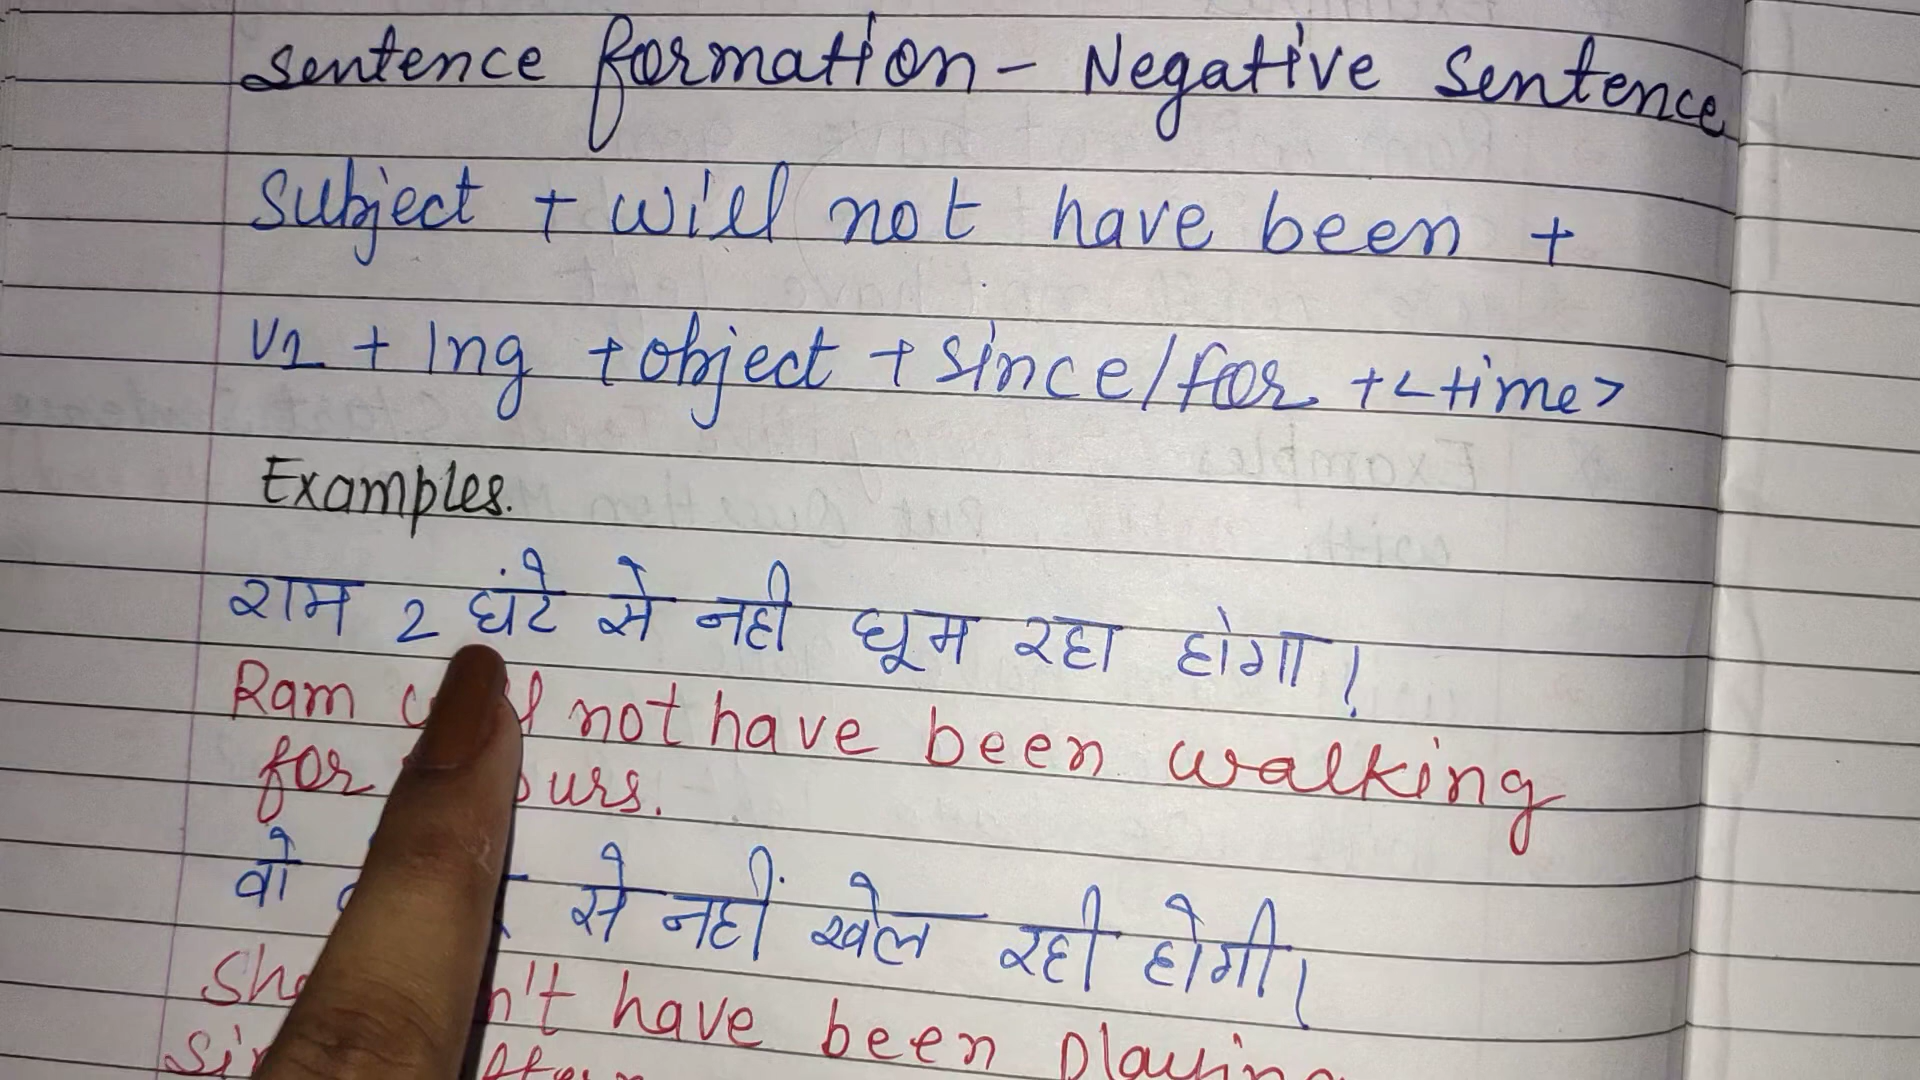 Sentence formation - Negative Sentence
Subject + will not have been +
V1 + Ing + object + since/for + <time>
Examples.
राम 2 घंटे से नही घूम रहा होगा।
Ram not have been walking
for
वो से नहीं खेल रही होगी।
have been